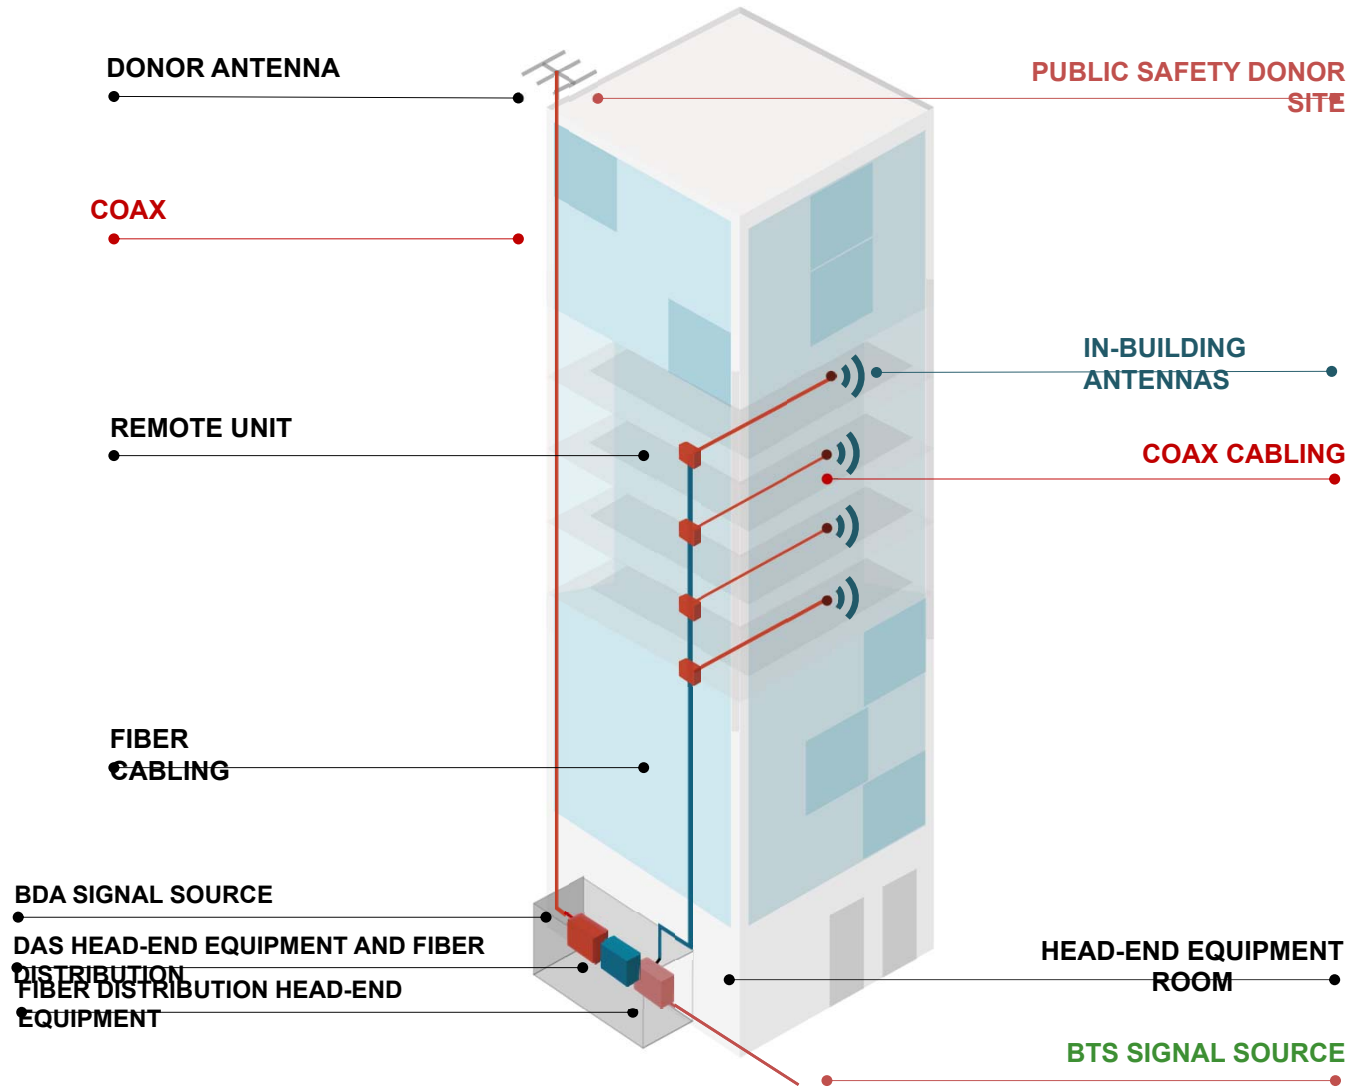 DONOR ANTENNA
PUBLIC SAFETY DONOR
SITE
COAX
IN-BUILDING
ANTENNAS
REMOTE UNIT
COAX CABLING
FIBER
CABLING
BDA SIGNAL SOURCE
DAS HEAD-END EQUIPMENT AND FIBER
DISTRIBUTION
FIBER DISTRIBUTION HEAD-END
EQUIPMENT
HEAD-END EQUIPMENT
ROOM
BTS SIGNAL SOURCE